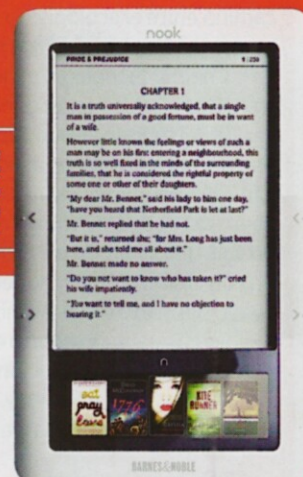 nook
PRIDE & PREJUDICE
CHAPTER 1
It is a truth universally acknowledged, that a single
man in possession of a good fortune, must be in want
of a wife.
However little known the feelings or views of such a
man may be on his first entering a neighbourhood, this
truth is so well fixed in the minds of the surrounding
families, that he is considered the rightful property of
some one or other of their daughters.
"My dear Mr. Bennet," said his lady to him one day,
"have you heard that Netherfield Park is let at last?"
Mr. Bennet replied that he had not.
"But it is," returned she; "for Mrs. Long has just been
here, and she told me all about it."
Mr. Bennet made no answer.
"Do you not want to know who has taken it?" cried
his wife impatiently.
"You want to tell me, and I have no objection to
hearing it."
eat
pray
love
1776
KITE
RUNNER
BARNES&NOBLE